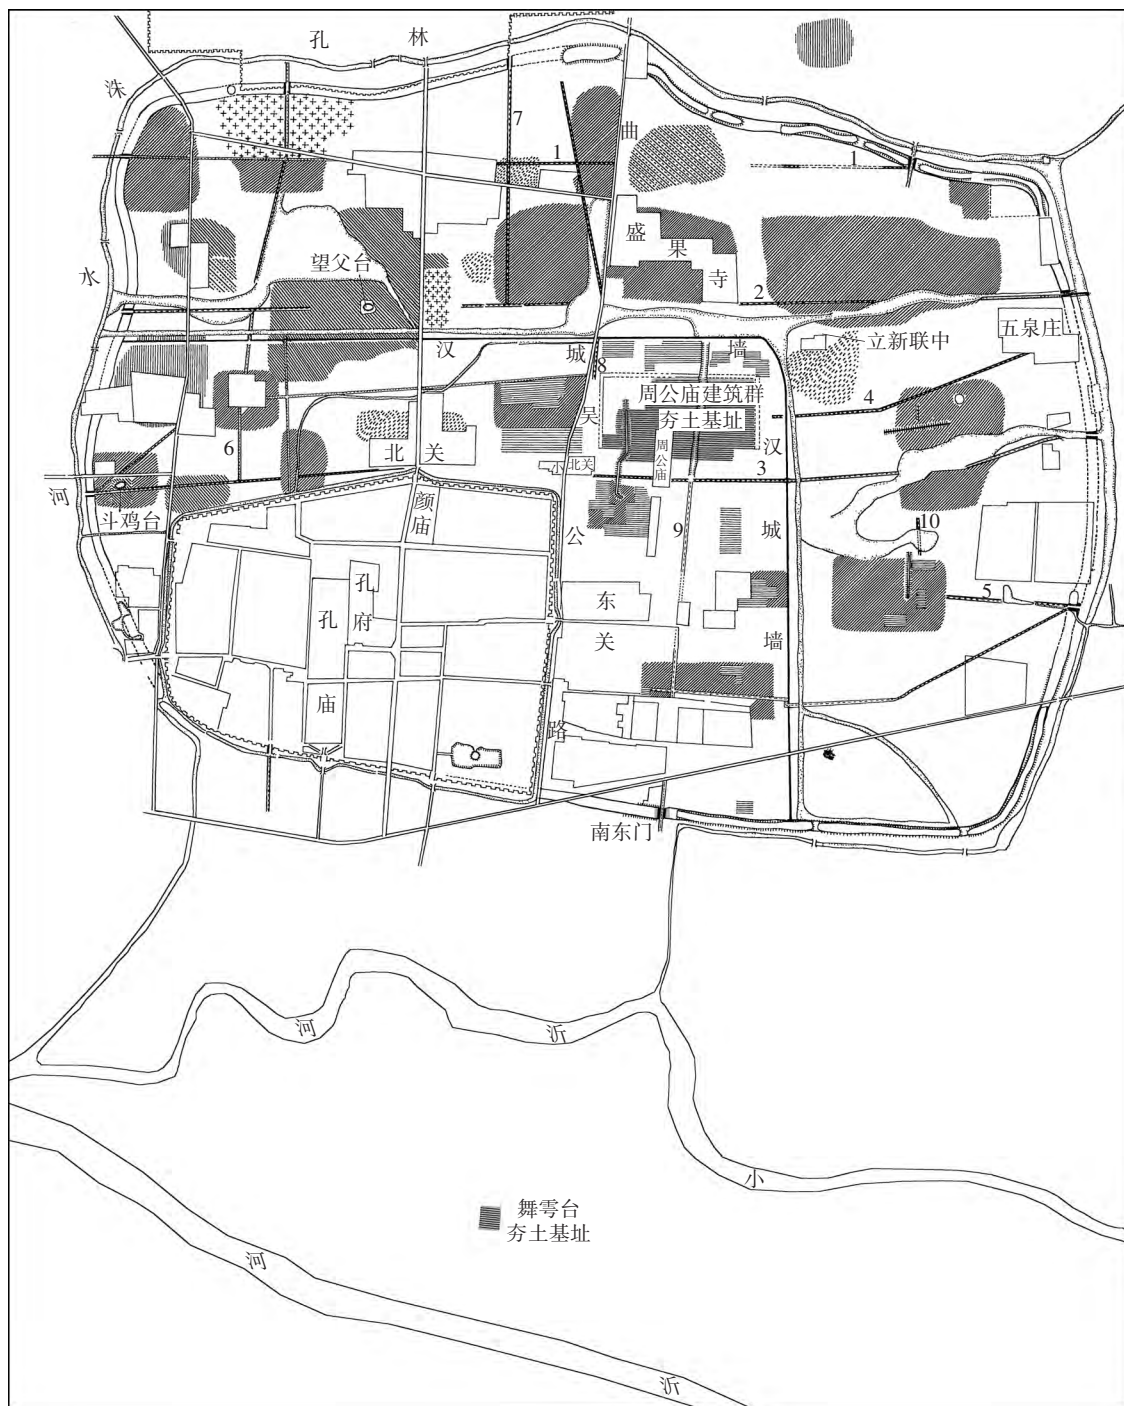 孔林
洙水河
7
曲
1
1
盛果寺
望父台
2
五泉庄
立新联中
汉城墙
8
吴
周公庙建筑群
夯土基址
4
汉城墙
6
北关
小北关
周公庙
3
斗鸡台
颜庙
公
9
10
孔府
孔庙
东关
5
路
南东门
河
沂
小
舞雩台
夯土基址
河
沂